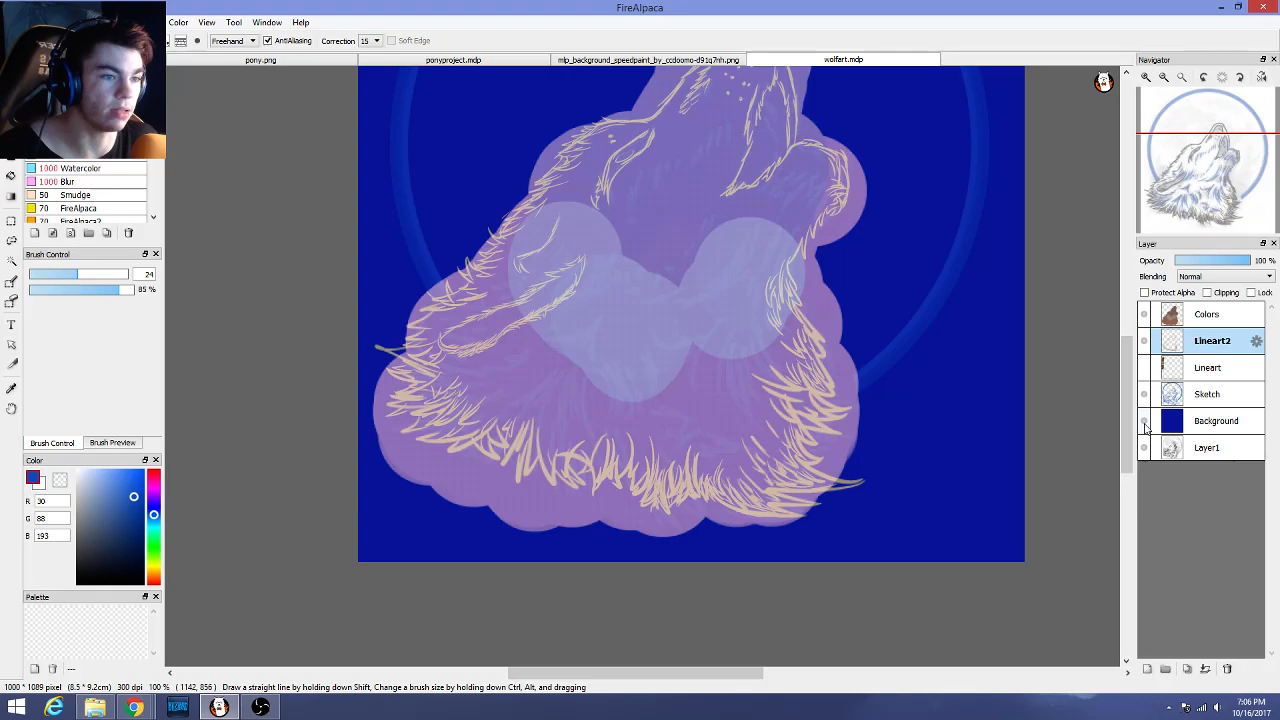 FireAlpaca
Color View Tool Window Help
Freehand AntiAliasing Correction 15 Soft Edge
pony.png ponyproject.mdp mlp_background_speedpaint_by_ccdoomo-d91q7nh.png wolfart.mdp
Navigator
1000 Watercolor
1000 Blur
50 Smudge
70 FireAlpaca
70 FireAlpaca2
Brush Control
24
85 %
Brush Control Brush Preview
Color
R 30
G 88
B 193
Palette
---
Layer
Opacity 100 %
Blending Normal
Protect Alpha Clipping Lock
Colors
Lineart2
Lineart
Sketch
Background
Layer1
1000 * 1089 pixel (8.5 * 9.2cm) 300 dpi 100 % (1142, 856) Draw a straight line by holding down Shift, Change a brush size by holding down Ctrl, Alt, and dragging
7:06 PM
10/16/2017